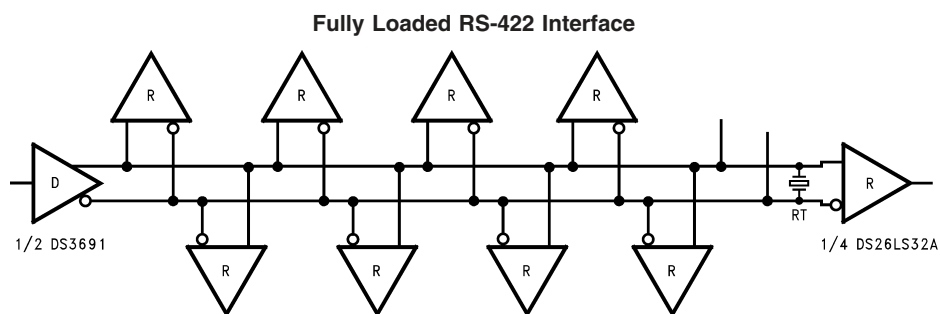 Fully Loaded RS-422 Interface
R R R R
D R
RT
1/2 DS3691 1/4 DS26LS32A
R R R R